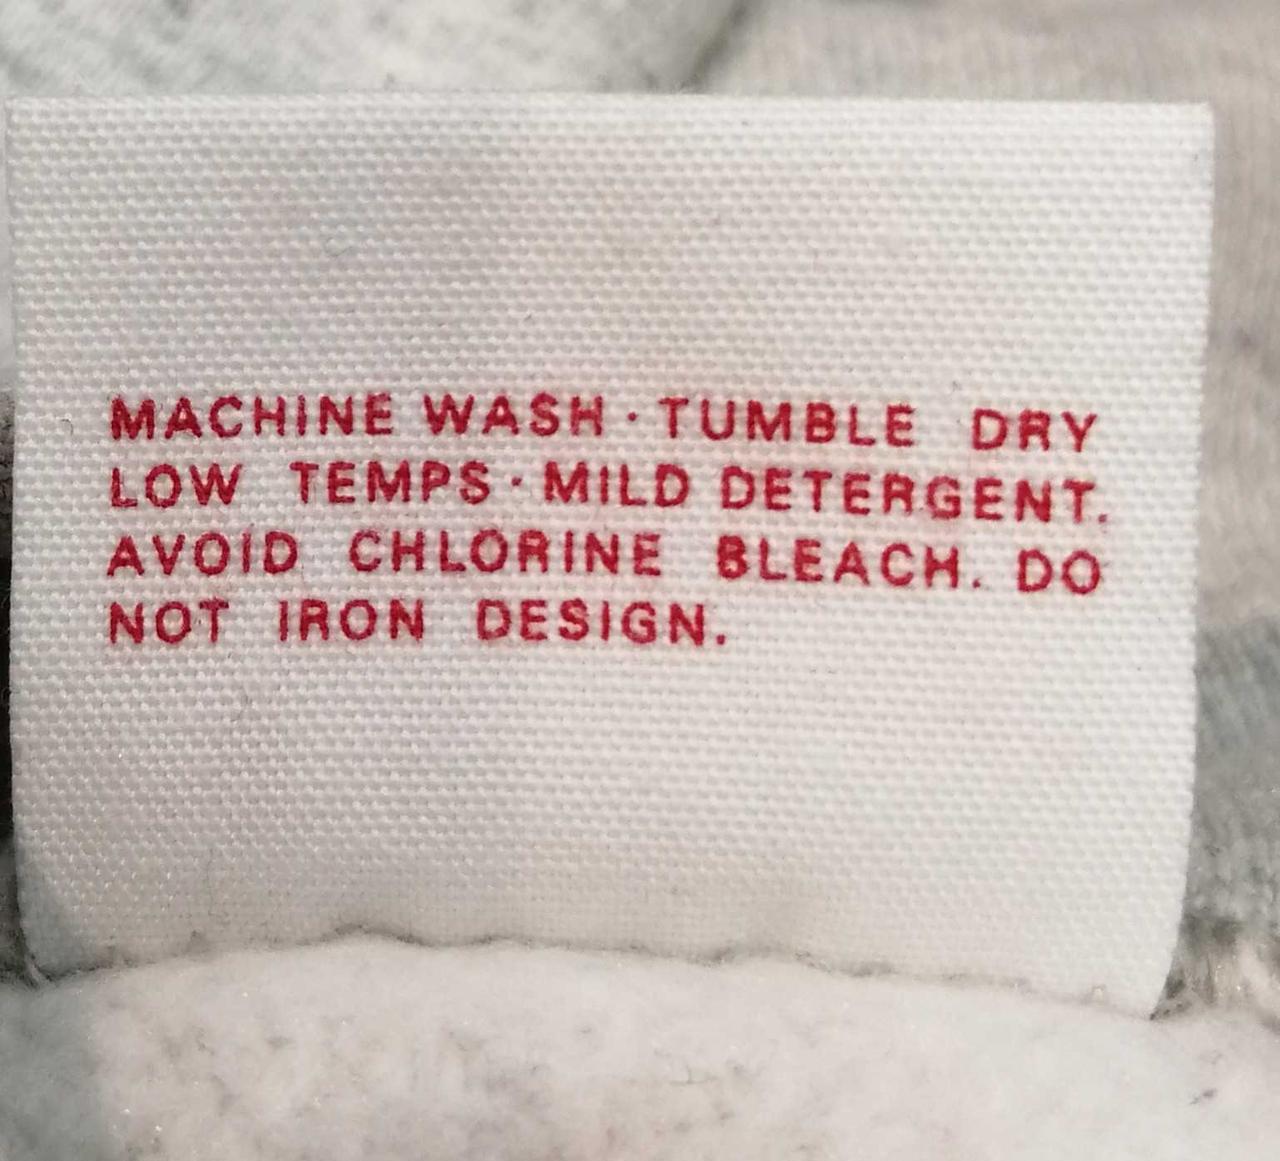 MACHINE WASH · TUMBLE DRY
LOW TEMPS · MILD DETERGENT.
AVOID CHLORINE BLEACH. DO
NOT IRON DESIGN.